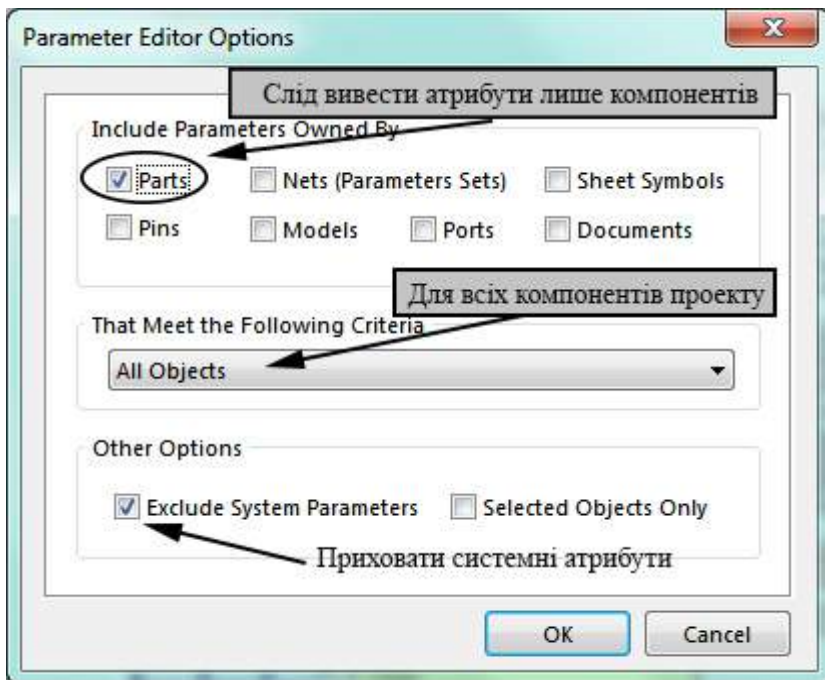 Parameter Editor Options
Слід вивести атрибути лише компонентів
Include Parameters Owned By
Parts Nets (Parameters Sets) Sheet Symbols
Pins Models Ports Documents
Для всіх компонентів проекту
That Meet the Following Criteria
All Objects
Other Options
Exclude System Parameters Selected Objects Only
Приховати системні атрибути
OK Cancel